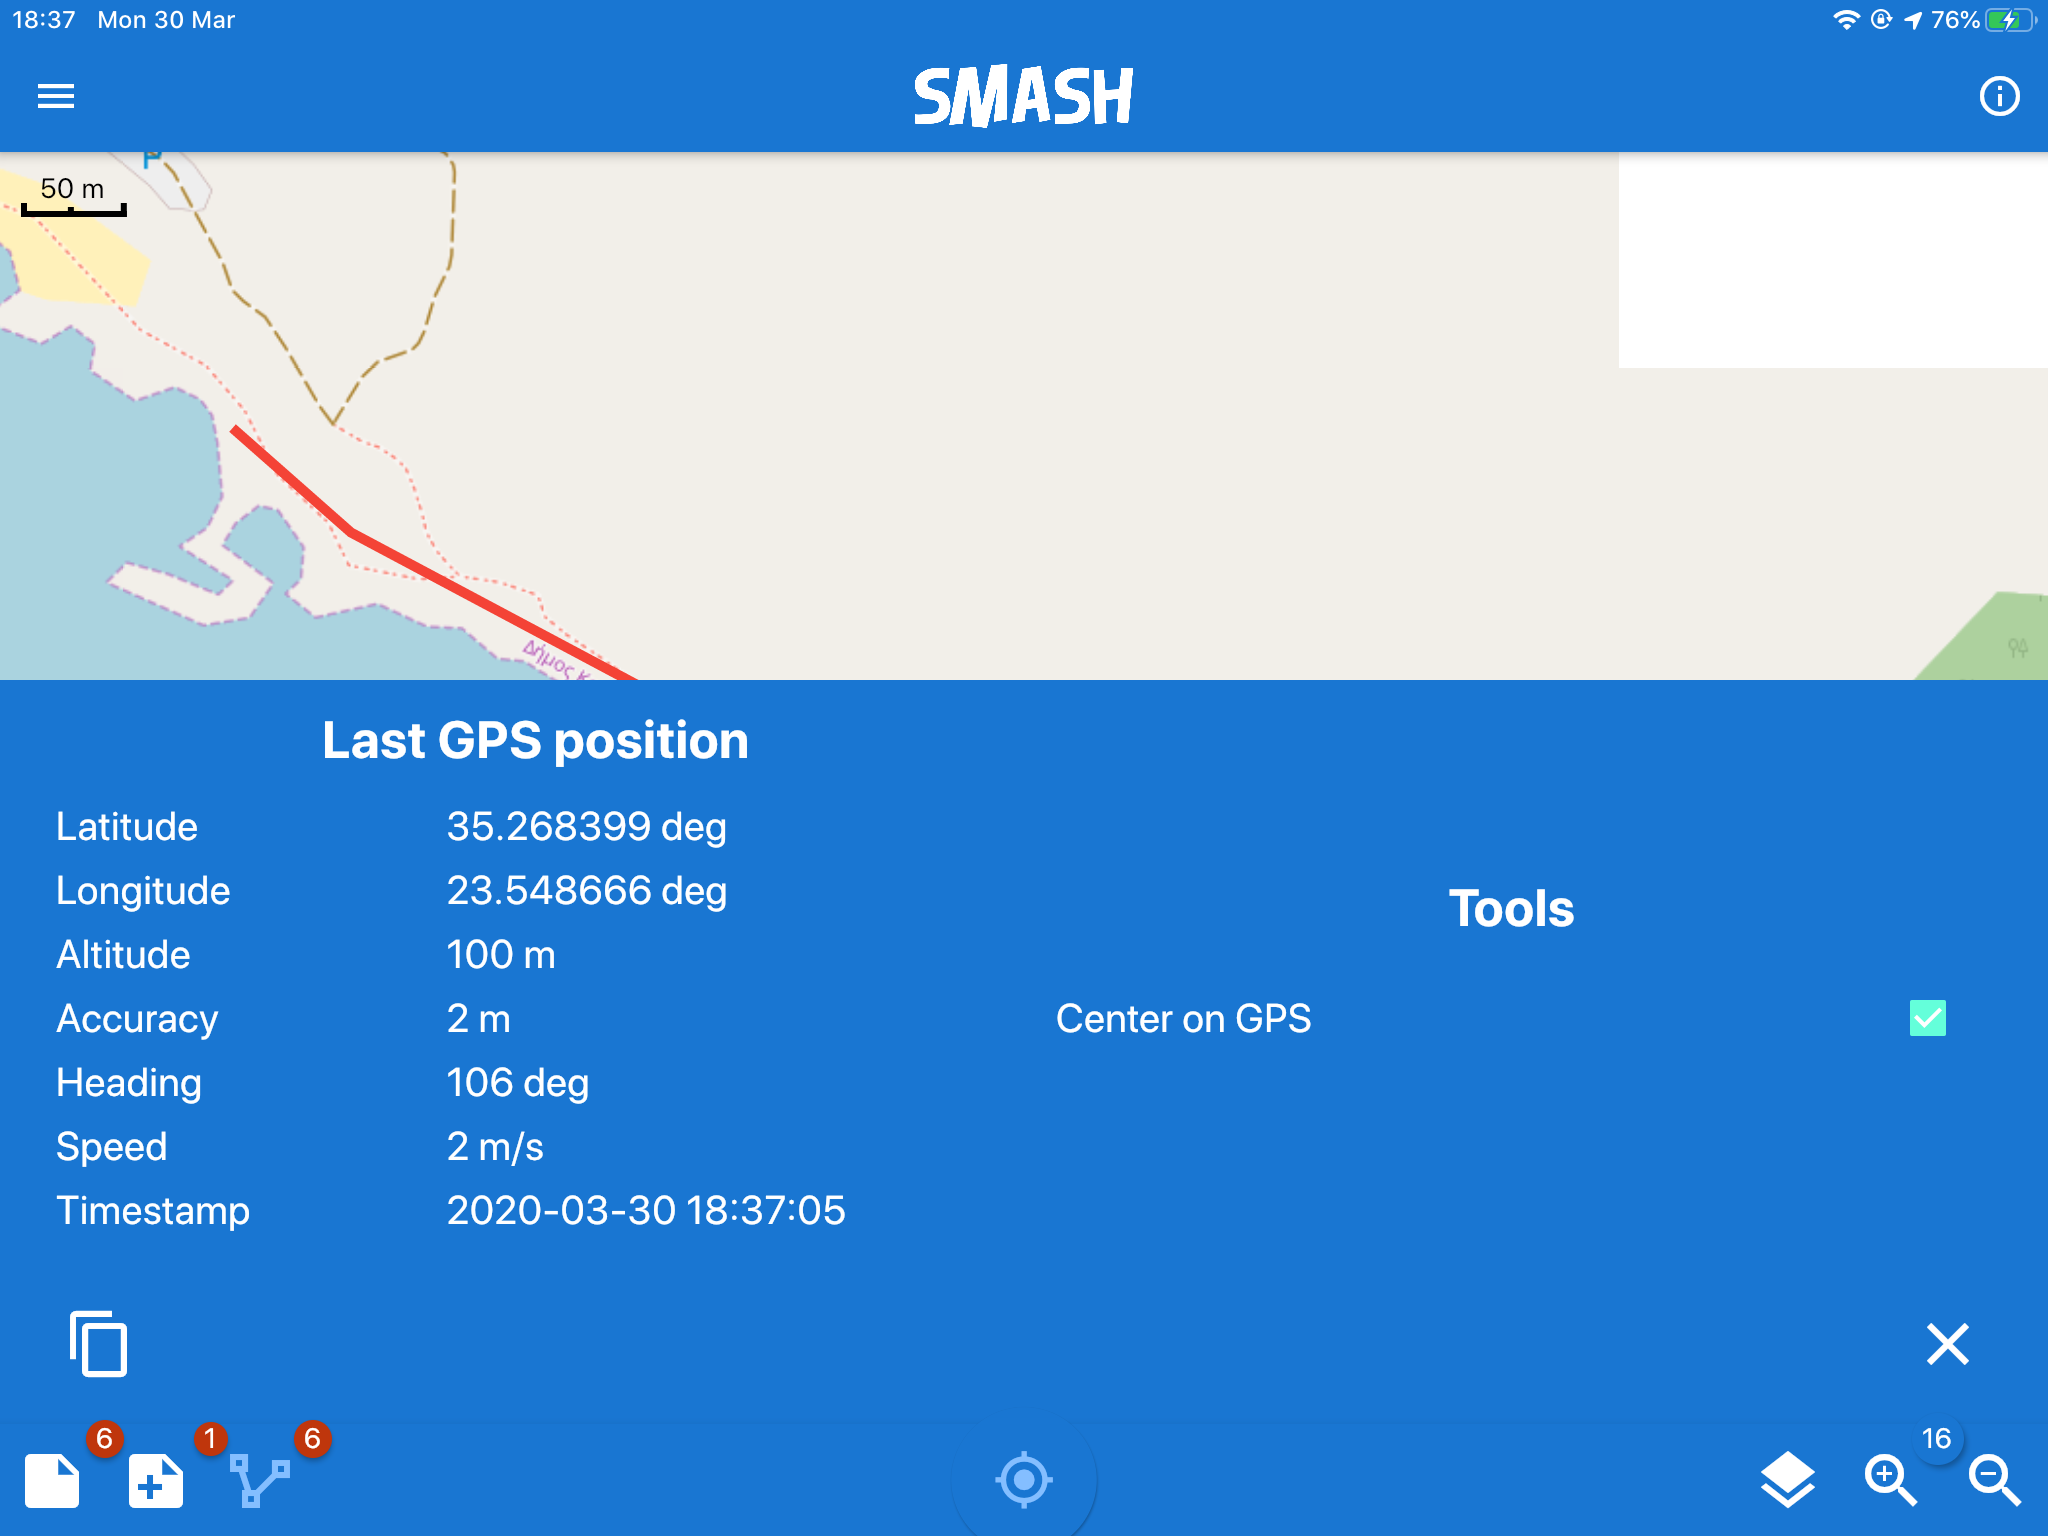 18:37 Mon 30 Mar
76%
SMASH
P
50 m
Δήμος Κ
Last GPS position
Latitude 35.268399 deg
Longitude 23.548666 deg
Altitude 100 m
Accuracy 2 m
Heading 106 deg
Speed 2 m/s
Timestamp 2020-03-30 18:37:05
Tools
Center on GPS
6
1
6
16